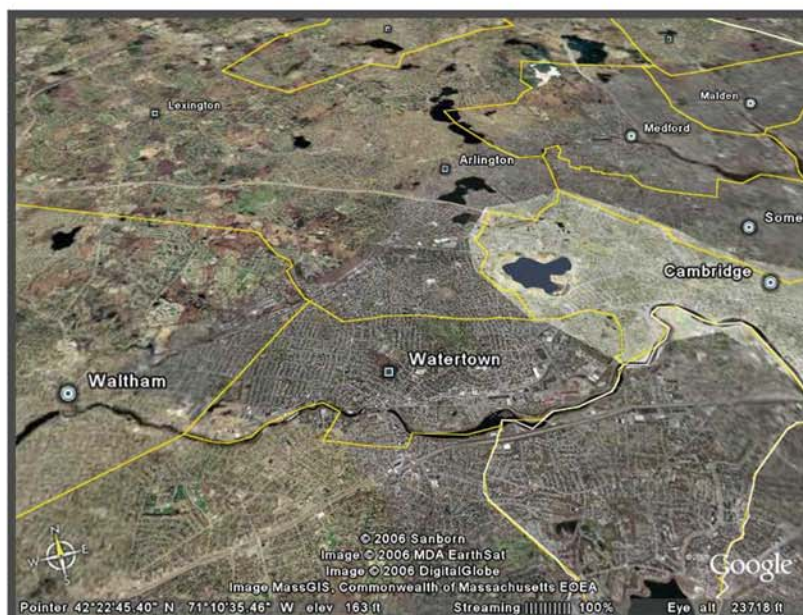 Malden
Lexington
Medford
Arlington
Some
Cambridge
Watertown
Waltham
N
E
W
S
© 2006 Sanborn
Image © 2006 MDA EarthSat
Image © 2006 DigitalGlobe
Image MassGIS, Commonwealth of Massachusetts EOEA
Google™
Pointer 42°22'45.40" N 71°10'35.46" W elev 163 ft Streaming |||||||||| 100% Eye alt 23718 ft